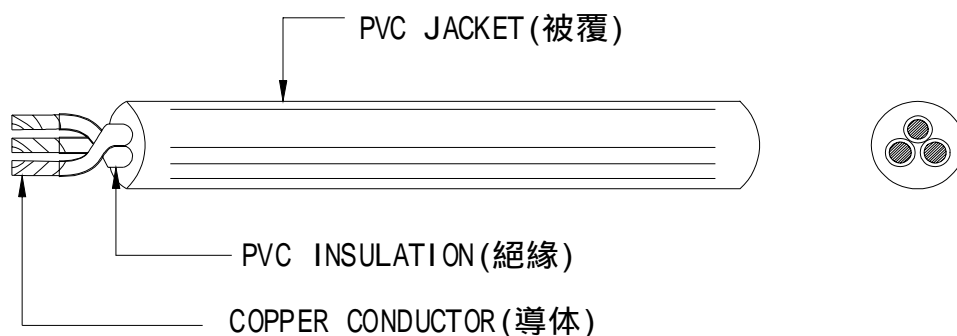 PVC JACKET(被覆)
PVC INSULATION(絕緣)
COPPER CONDUCTOR(導体)